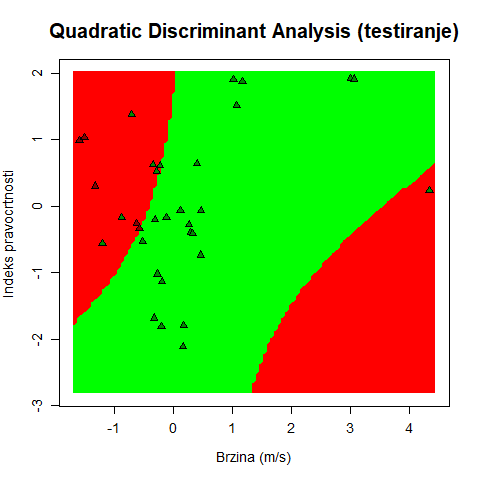 Quadratic Discriminant Analysis (testiranje)
Indeks pravocrtnosti
2
1
0
-1
-2
-3
-1 0 1 2 3 4
Brzina (m/s)